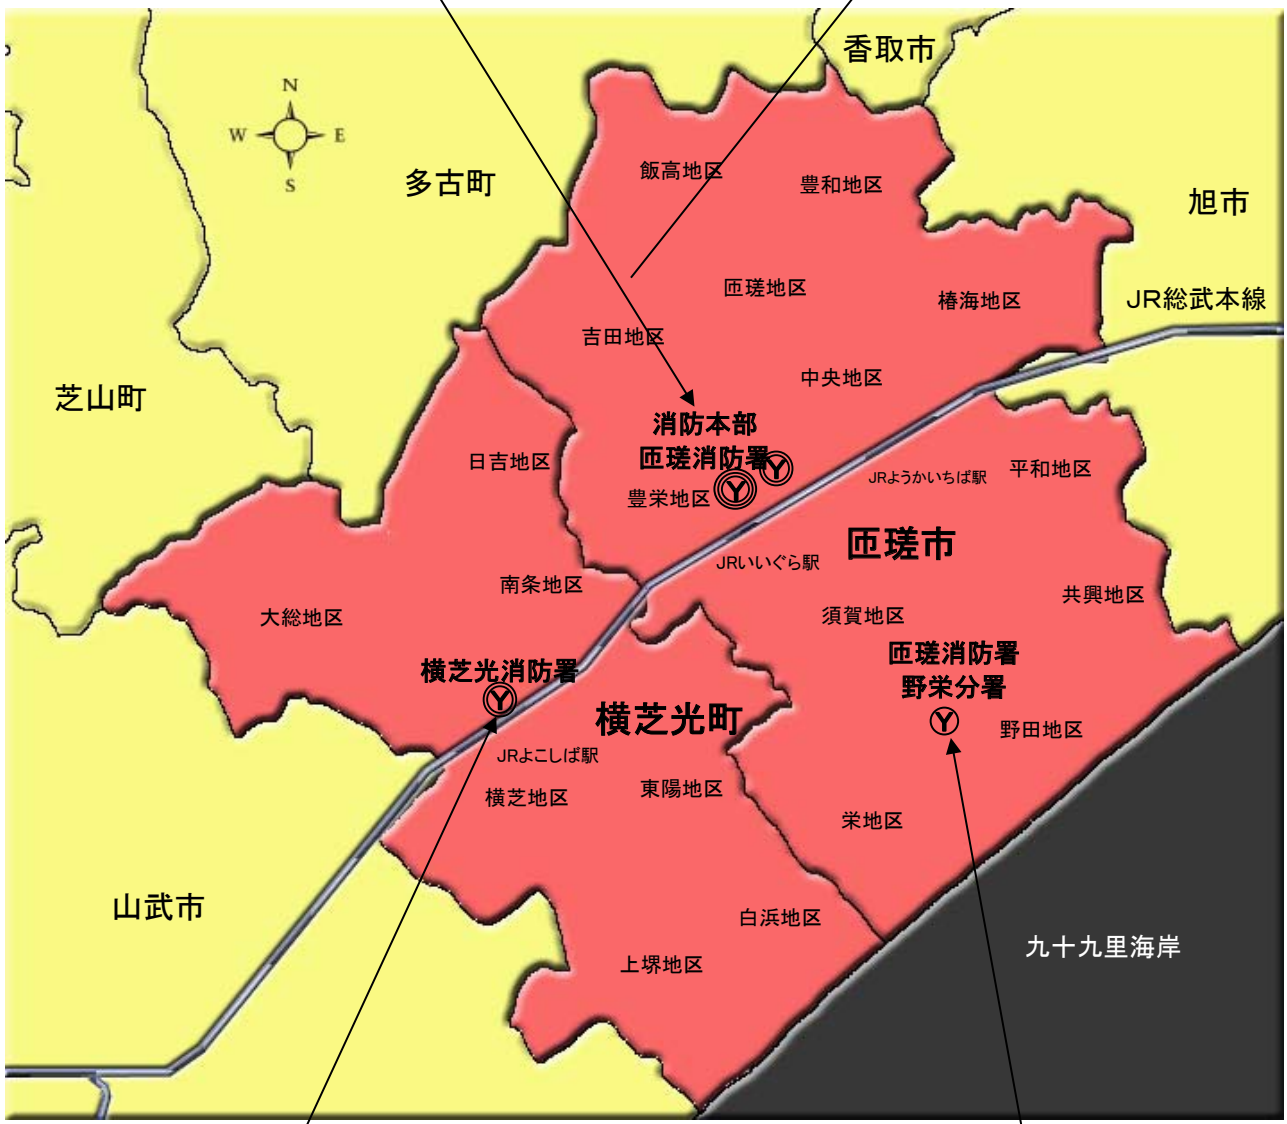 香取市
N
W E
S
多古町
飯高地区
豊和地区
旭市
匝瑳地区
椿海地区
JR総武本線
吉田地区
中央地区
芝山町
消防本部
匝瑳消防署
日吉地区
平和地区
JRようかいちば駅
豊栄地区
Y
Y
匝瑳市
JRいいぐら駅
南条地区
共興地区
大総地区
須賀地区
匝瑳消防署
野栄分署
横芝光消防署
Y
横芝光町
Y
野田地区
JRよこしば駅
横芝地区
東陽地区
栄地区
山武市
白浜地区
九十九里海岸
上堺地区